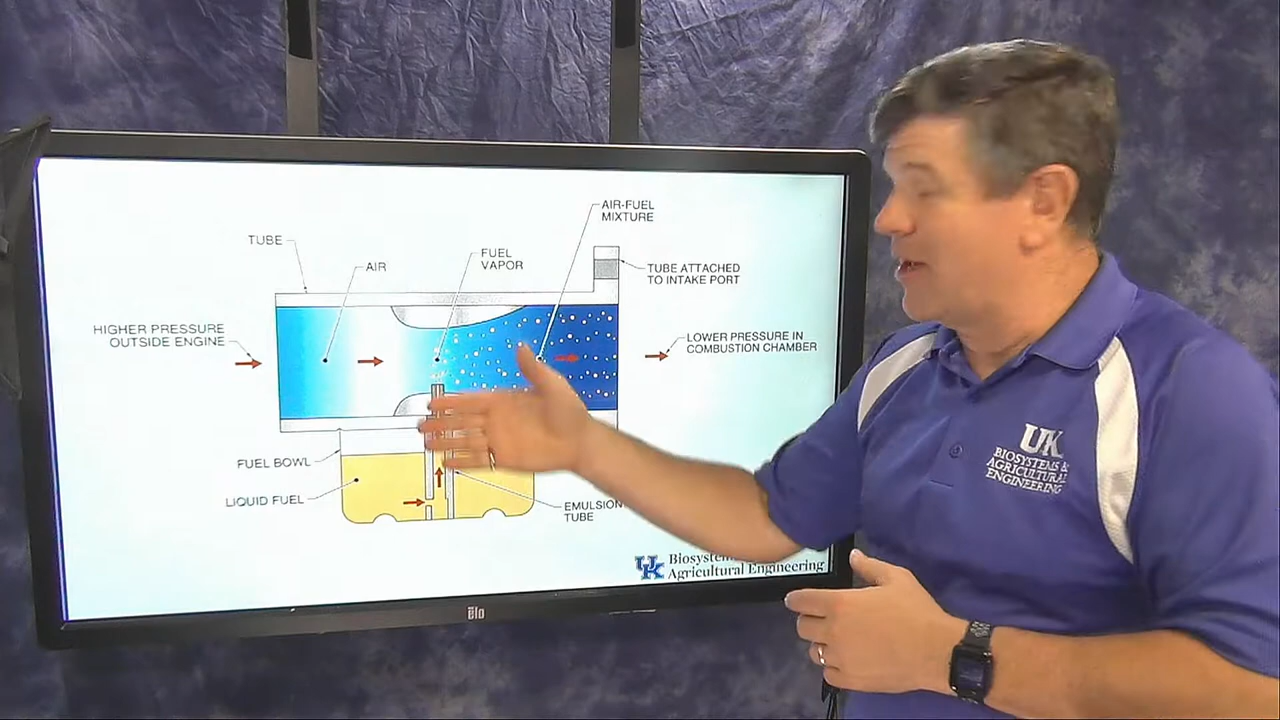 AIR-FUEL
MIXTURE
TUBE
AIR
FUEL
VAPOR
TUBE ATTACHED
TO INTAKE PORT
HIGHER PRESSURE
OUTSIDE ENGINE
LOWER PRESSURE IN
COMBUSTION CHAMBER
FUEL BOWL
LIQUID FUEL
EMULSION
TUBE
UK
Agricultural Engineering
elo
UK
BIOSYSTEMS &
AGRICULTURAL
ENGINEERING